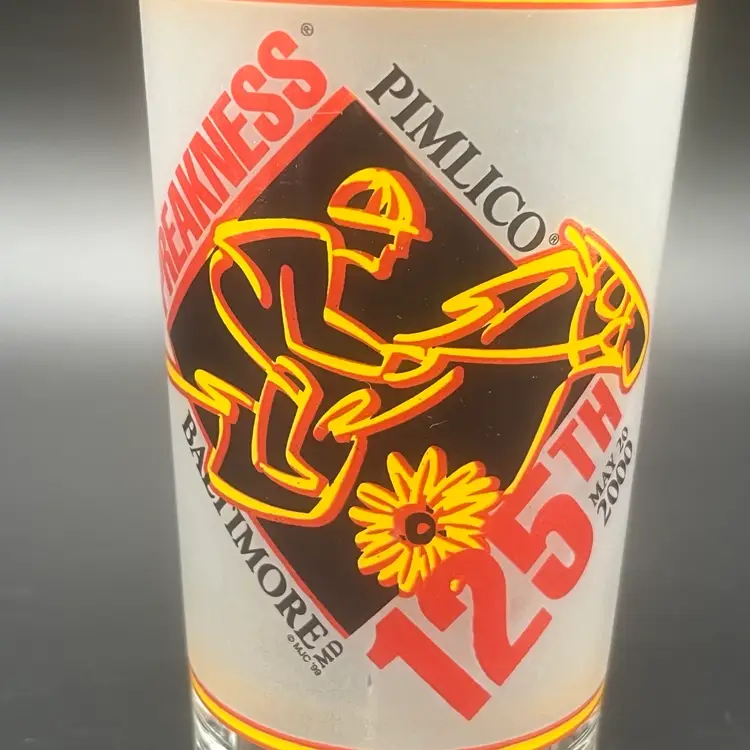 PREAKNESS®
PIMLICO®
125TH
MAY 20
2000
BALTIMORE MD
© MJC '99